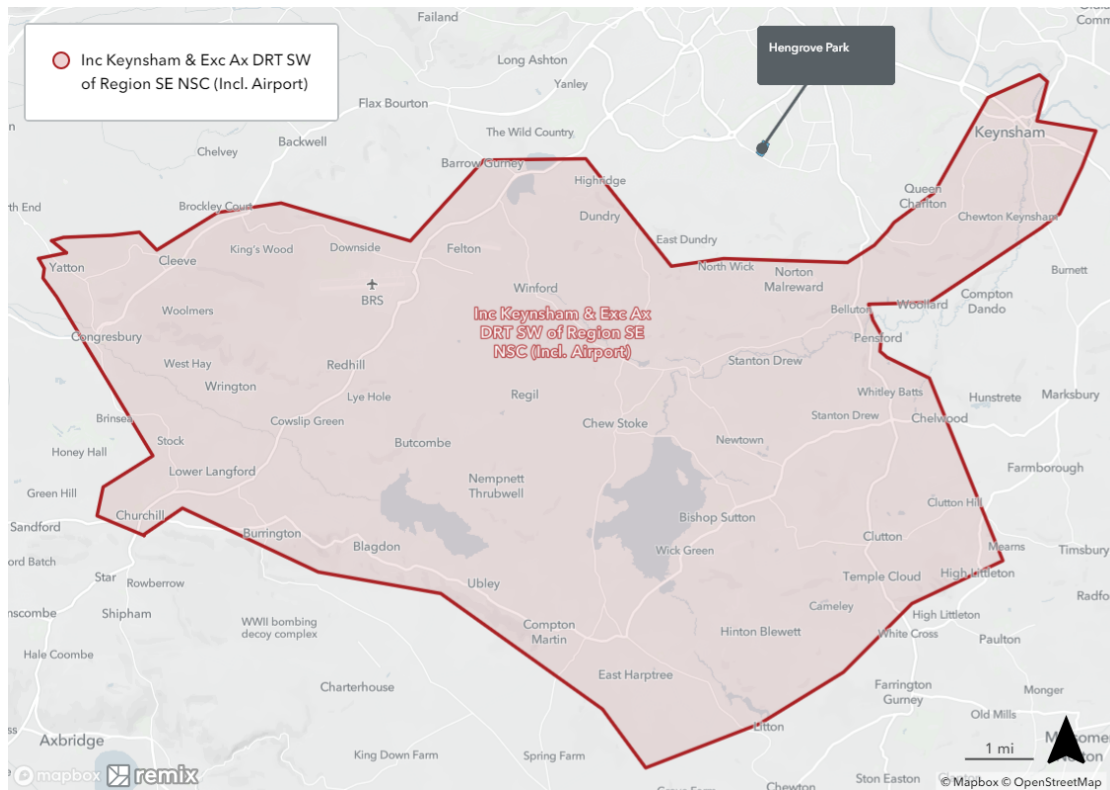 Failand
Inc Keynsham & Exc Ax DRT SW
of Region SE NSC (Incl. Airport)
Hengrove Park
Long Ashton
Yanley
Flax Bourton
The Wild Country
Keynsham
Backwell
Chelvey
Barrow Gurney
Highridge
Queen
Charlton
Brockley Court
Dundry
Chewton Keynsham
King's Wood
Downside
Felton
East Dundry
Cleeve
Yatton
North Wick
Norton
Malreward
Burnett
BRS
Winford
Compton
Dando
Woollard
Belluton
Woolmers
Inc Keynsham & Exc Ax
DRT SW of Region SE
NSC (Incl. Airport)
Congresbury
Pensford
West Hay
Redhill
Stanton Drew
Wrington
Lye Hole
Regil
Whitley Batts
Hunstrete
Marksbury
Brinsea
Cowslip Green
Chew Stoke
Stanton Drew
Chelwood
Stock
Butcombe
Newtown
Honey Hall
Lower Langford
Nempnett
Thrubwell
Farmborough
Green Hill
Churchill
Bishop Sutton
Clutton Hill
Sandford
Burrington
Blagdon
Wick Green
Clutton
Mearns
Timsbury
ord Batch
Star
Rowberrow
Ubley
Temple Cloud
High Littleton
Radfo
nscombe
Shipham
WWII bombing
decoy complex
Compton
Martin
Cameley
High Littleton
Hinton Blewett
White Cross
Paulton
Hale Coombe
East Harptree
Charterhouse
Farrington
Gurney
Monger
Litton
Old Mills
Axbridge
King Down Farm
Spring Farm
1 mi
mapbox
remix
Ston Easton
Chewton
© Mapbox © OpenStreetMap